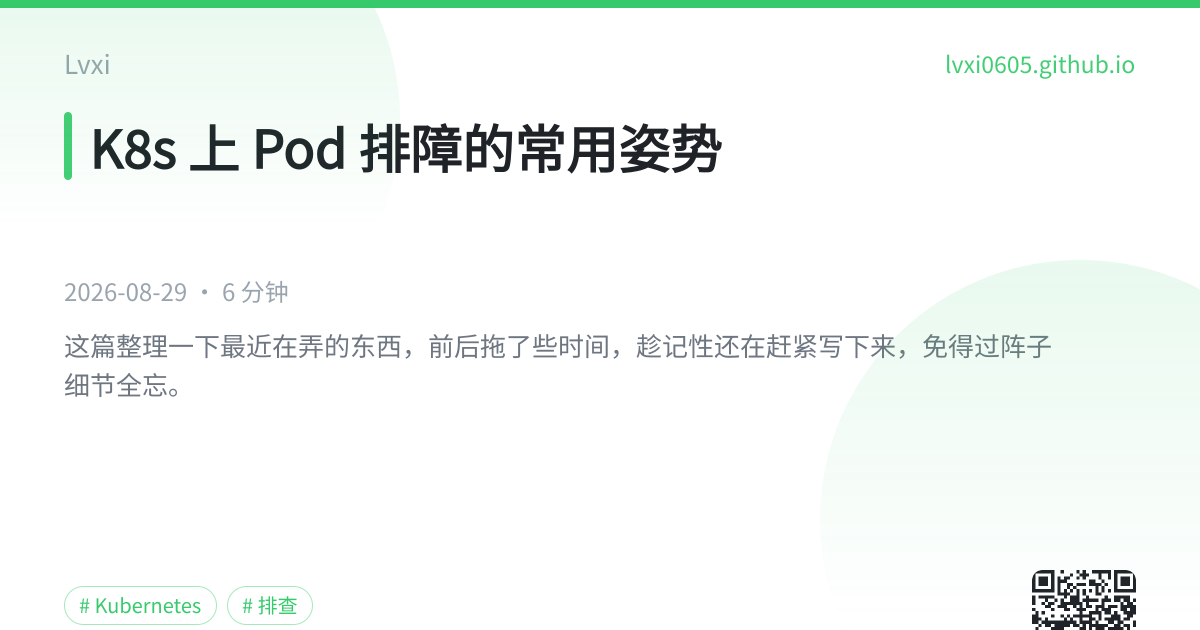 Lvxi
lvxi0605.github.io
K8s 上 Pod 排障的常用姿势
2026-08-29 · 6 分钟
这篇整理一下最近在弄的东西，前后拖了些时间，趁记性还在赶紧写下来，免得过阵子
细节全忘。
# Kubernetes
# 排查